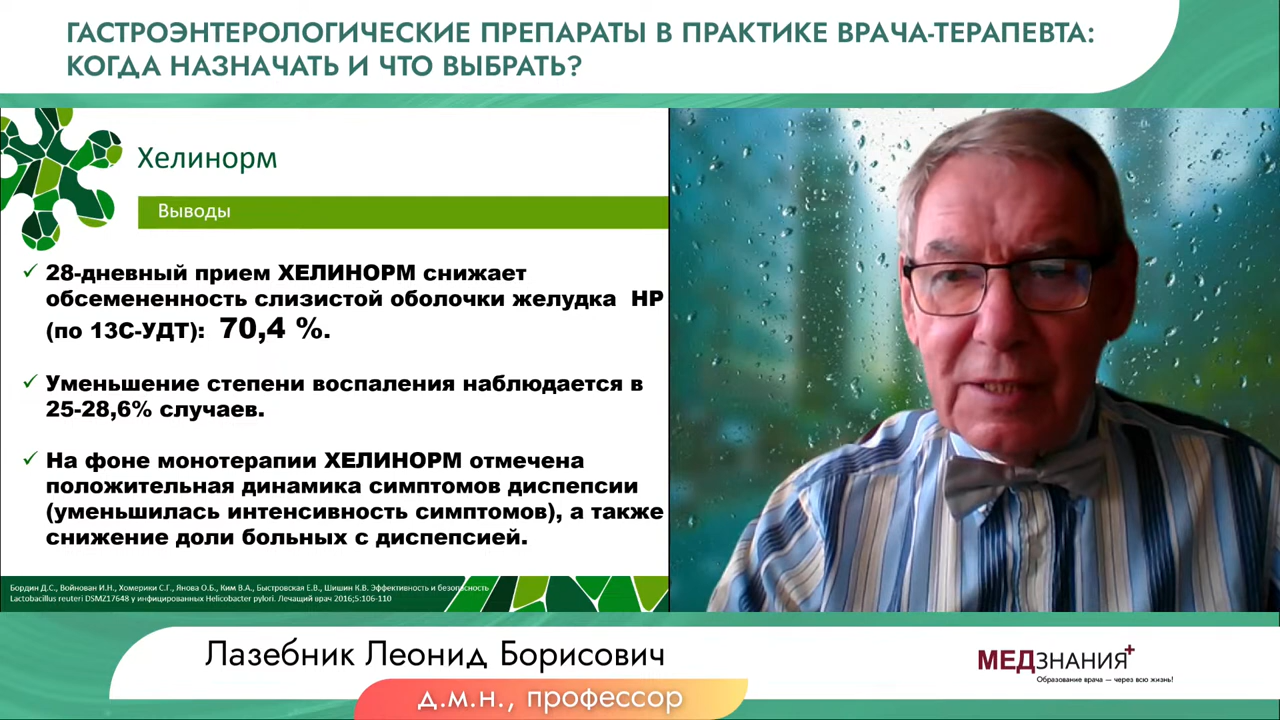 ГАСТРОЭНТЕРОЛОГИЧЕСКИЕ ПРЕПАРАТЫ В ПРАКТИКЕ ВРАЧА-ТЕРАПЕВТА:
КОГДА НАЗНАЧАТЬ И ЧТО ВЫБРАТЬ?
Хелинорм
Выводы
✓ 28-дневный прием ХЕЛИНОРМ снижает
обсемененность слизистой оболочки желудка НР
(по 13С-УДТ): 70,4 %.
✓ Уменьшение степени воспаления наблюдается в
25-28,6% случаев.
✓ На фоне монотерапии ХЕЛИНОРМ отмечена
положительная динамика симптомов диспепсии
(уменьшилась интенсивность симптомов), а также
снижение доли больных с диспепсией.
Бордин Д.С., Войнован И.Н., Хомерики С.Г., Янова О.Б., Ким В.А., Быстровская Е.В., Шишин К.В. Эффективность и безопасность
Lactobacillus reuteri DSMZ17648 у инфицированных Helicobacter pylori. Лечащий врач 2016;5:106-110
Лазебник Леонид Борисович
д.м.н., профессор
МЕДЗНАНИЯ+
Образование врача — через всю жизнь!